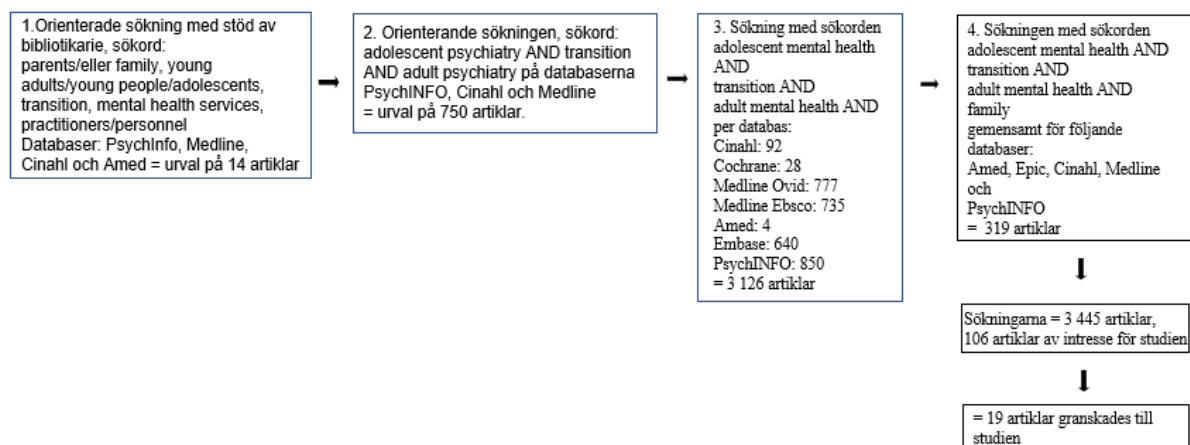 1.Orienterade sökning med stöd av
bibliotikarie, sökord:
parents/eller family, young
adults/young people/adolescents,
transition, mental health services,
practitioners/personnel
Databaser: PsychInfo, Medline,
Cinahl och Amed = urval på 14 artiklar
2. Orienterande sökningen, sökord:
adolescent psychiatry AND transition
AND adult psychiatry på databaserna
PsychINFO, Cinahl och Medline
= urval på 750 artiklar.
3. Sökning med sökorden
adolescent mental health
AND
transition AND
adult mental health AND
per databas:
Cinahl: 92
Cochrane: 28
Medline Ovid: 777
Medline Ebsco: 735
Amed: 4
Embase: 640
PsychINFO: 850
= 3 126 artiklar
4. Sökningen med sökorden
adolescent mental health AND
transition AND
adult mental health AND
family
gemensamt för följande
databaser:
Amed, Epic, Cinahl, Medline
och
PsychINFO
= 319 artiklar
Sökningarna = 3 445 artiklar,
106 artiklar av intresse för studien
= 19 artiklar granskades till
studien